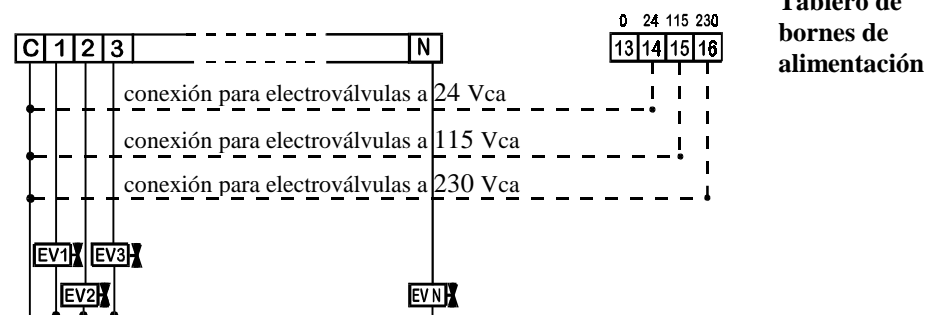 Tablero de
bornes de
alimentación
0 24 115 230
C 1 2 3 N
13 14 15 16
conexión para electroválvulas a 24 Vca
conexión para electroválvulas a 115 Vca
conexión para electroválvulas a 230 Vca
EV1 EV3
EV2 EV N